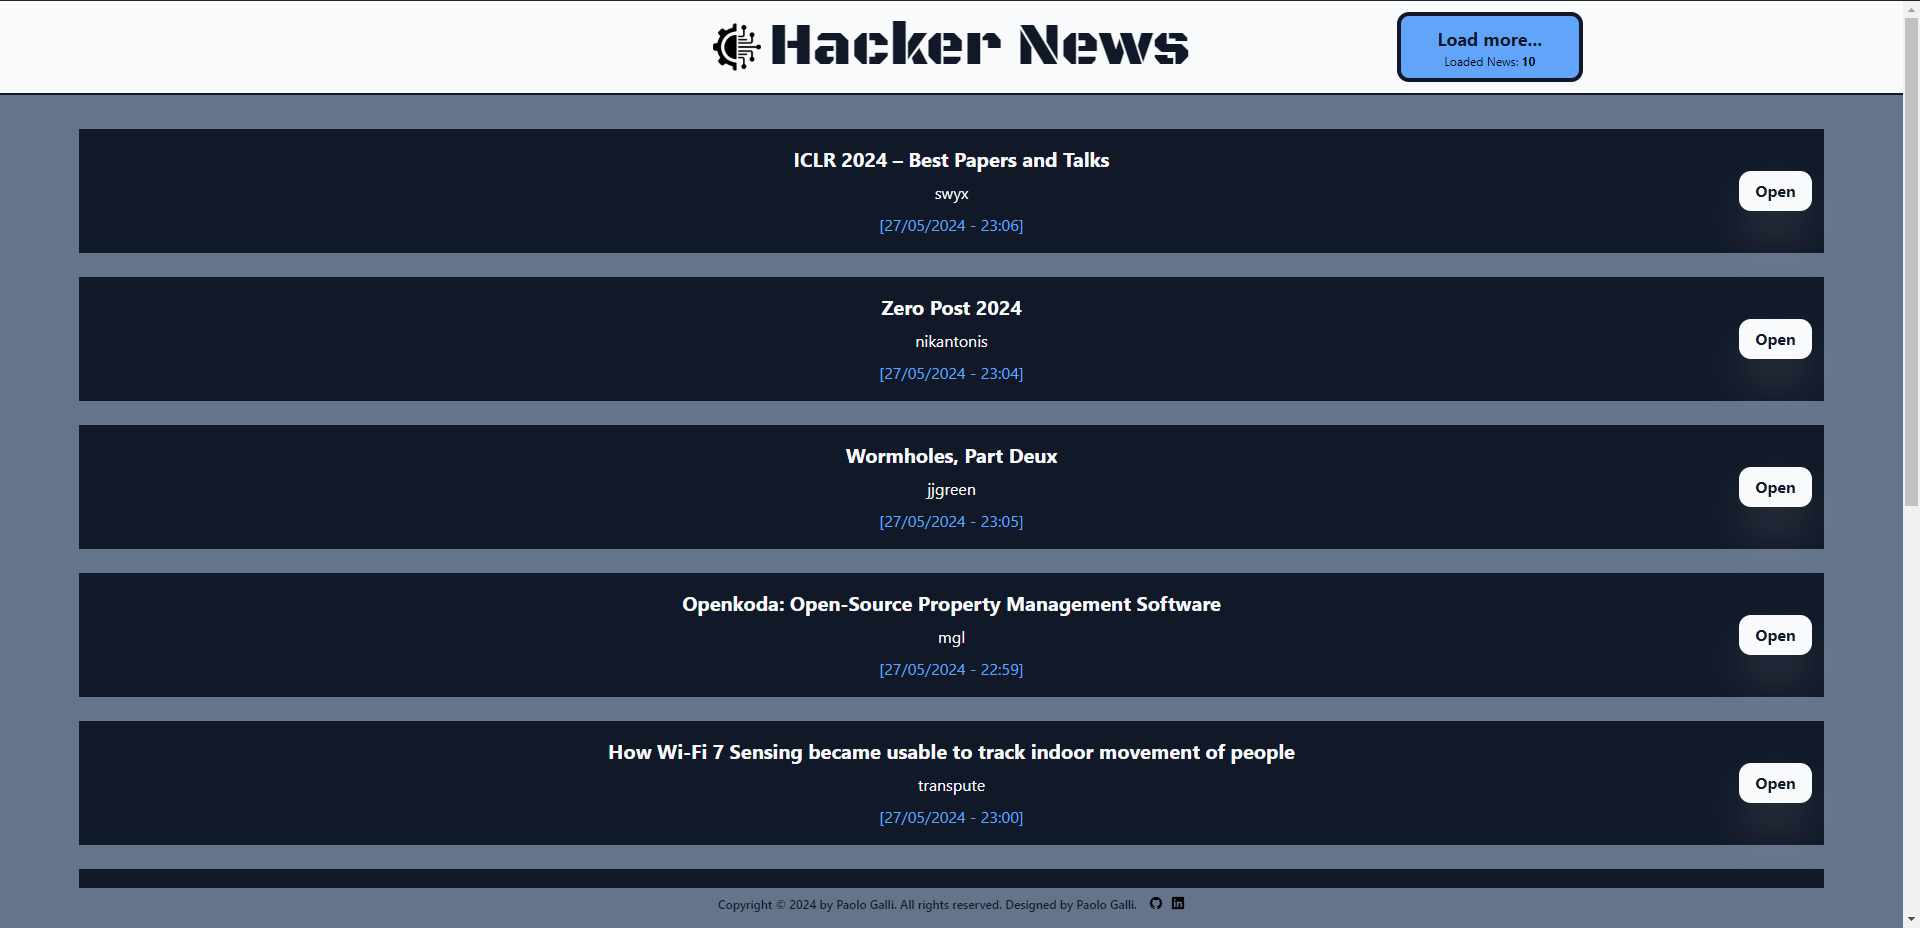 Hacker News
Load more...
Loaded News: 10
ICLR 2024 – Best Papers and Talks
swyx
[27/05/2024 - 23:06]
Open
Zero Post 2024
nikantonis
[27/05/2024 - 23:04]
Open
Wormholes, Part Deux
jjgreen
[27/05/2024 - 23:05]
Open
Openkoda: Open-Source Property Management Software
mgl
[27/05/2024 - 22:59]
Open
How Wi-Fi 7 Sensing became usable to track indoor movement of people
transpute
[27/05/2024 - 23:00]
Open
Copyright © 2024 by Paolo Galli. All rights reserved. Designed by Paolo Galli.